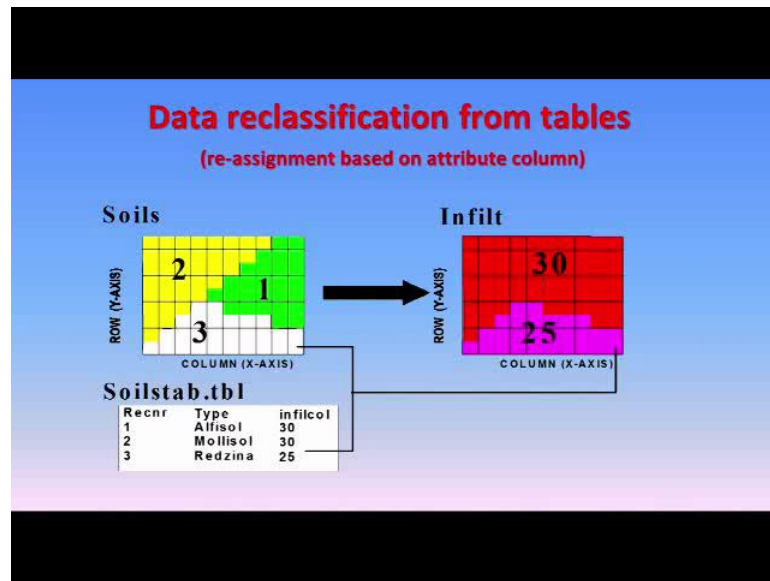 Data reclassification from tables
(re-assignment based on attribute column)
Soils
Infilt
ROW (Y-AXIS)
2
1
3
COLUMN (X-AXIS)
ROW (Y-AXIS)
30
25
COLUMN (X-AXIS)
Soilstab.tbl
Recnr Type infilcol
1 Alfisol 30
2 Mollisol 30
3 Redzina 25